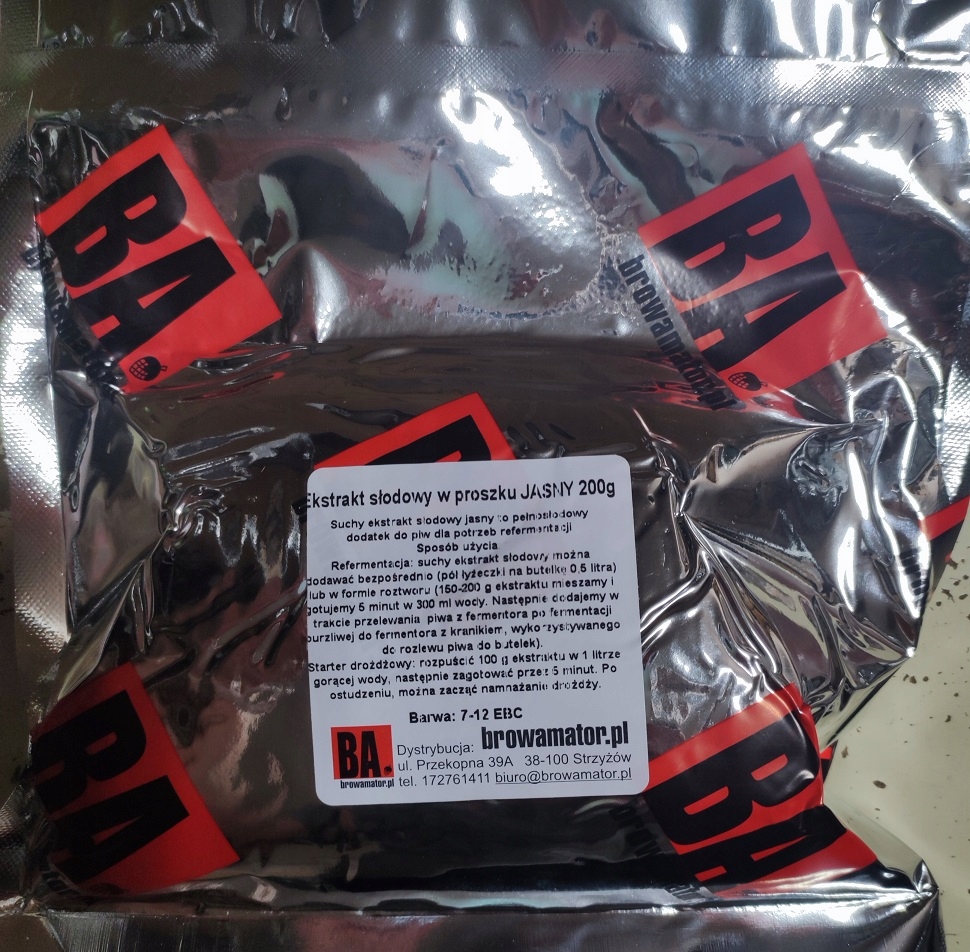 BA.
BA.
browamator.pl
BA
Ekstrakt słodowy w proszku JASNY 200g
Suchy ekstrakt słodowy jasny to pełnosłodowy
dodatek do piw dla potrzeb refermentacji
Sposób użycia
Refermentacja: suchy ekstrakt słodowy można
dodawać bezpośrednio (pół łyżeczki na butelkę 0,5 litra)
lub w formie roztworu (150-200 g ekstraktu mieszamy i
gotujemy 5 minut w 300 ml wody. Następnie dodajemy w
trakcie przelewania piwa z fermentora po fermentacji
burzliwej do fermentora z kranikiem, wykorzystywanego
do rozlewu piwa do butelek).
Starter drożdżowy: rozpuścić 100 g ekstraktu w 1 litrze
gorącej wody, następnie zagotować przez 5 minut. Po
ostudzeniu, można zacząć namnażanie drożdży.
Barwa: 7-12 EBC
BA.
browamator.pl
Dystrybucja: browamator.pl
ul. Przekopna 39A 38-100 Strzyżów
tel. 172761411 biuro@browamator.pl
BA
BA